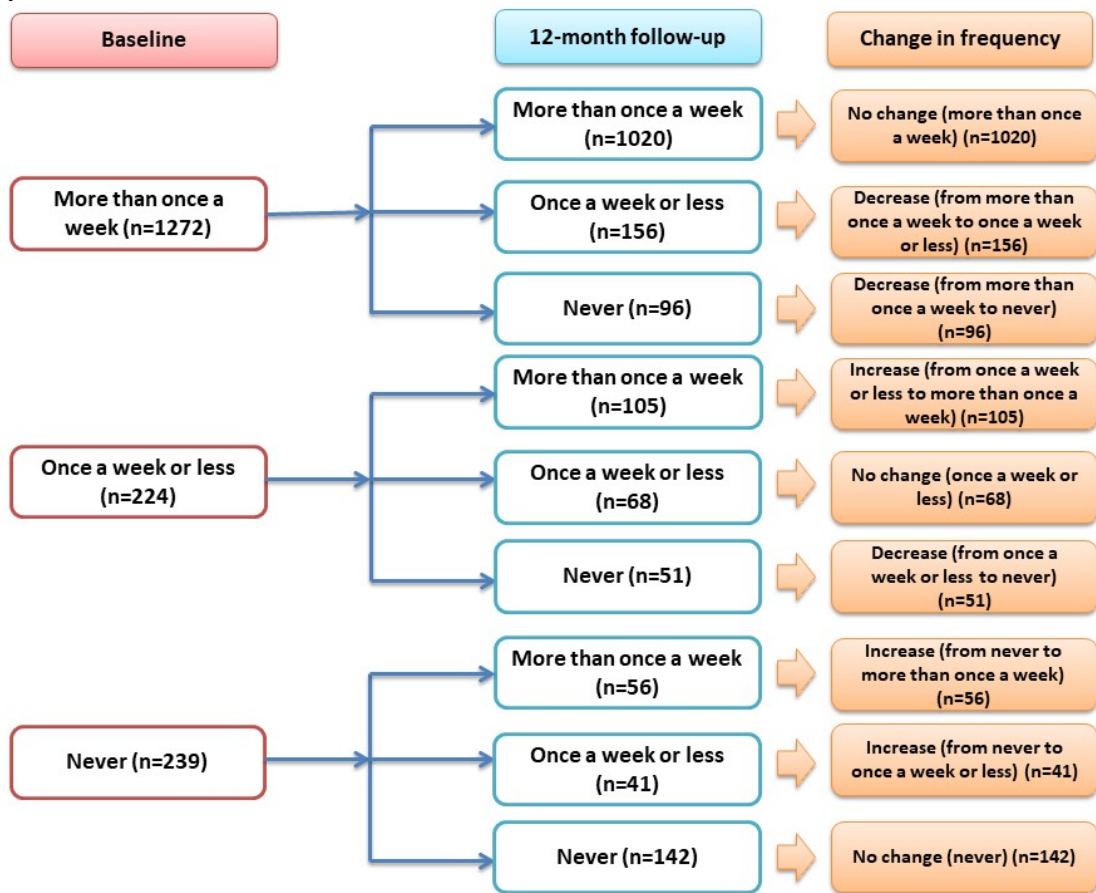 Baseline
12-month follow-up
Change in frequency
More than once a
week (n=1272)
More than once a week
(n=1020)
No change (more than once
a week) (n=1020)
Once a week or less
(n=156)
Decrease (from more than
once a week to once a week
or less) (n=156)
Never (n=96)
Decrease (from more than
once a week to never)
(n=96)
Once a week or less
(n=224)
More than once a week
(n=105)
Increase (from once a week
or less to more than once a
week) (n=105)
Once a week or less
(n=68)
No change (once a week or
less) (n=68)
Never (n=51)
Decrease (from once a
week or less to never)
(n=51)
Never (n=239)
More than once a week
(n=56)
Increase (from never to
more than once a week)
(n=56)
Once a week or less
(n=41)
Increase (from never to
once a week or less) (n=41)
Never (n=142)
No change (never) (n=142)